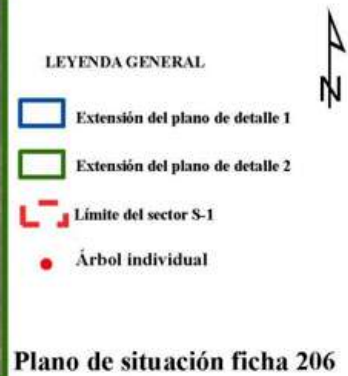 N
LEYENDA GENERAL
Extensión del plano de detalle 1
Extensión del plano de detalle 2
Límite del sector S-1
Árbol individual
Plano de situación ficha 206